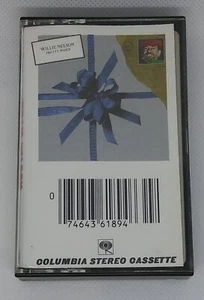 WILLIE NELSON
PRETTY PAPER
0
74643 61894
COLUMBIA STEREO CASSETTE